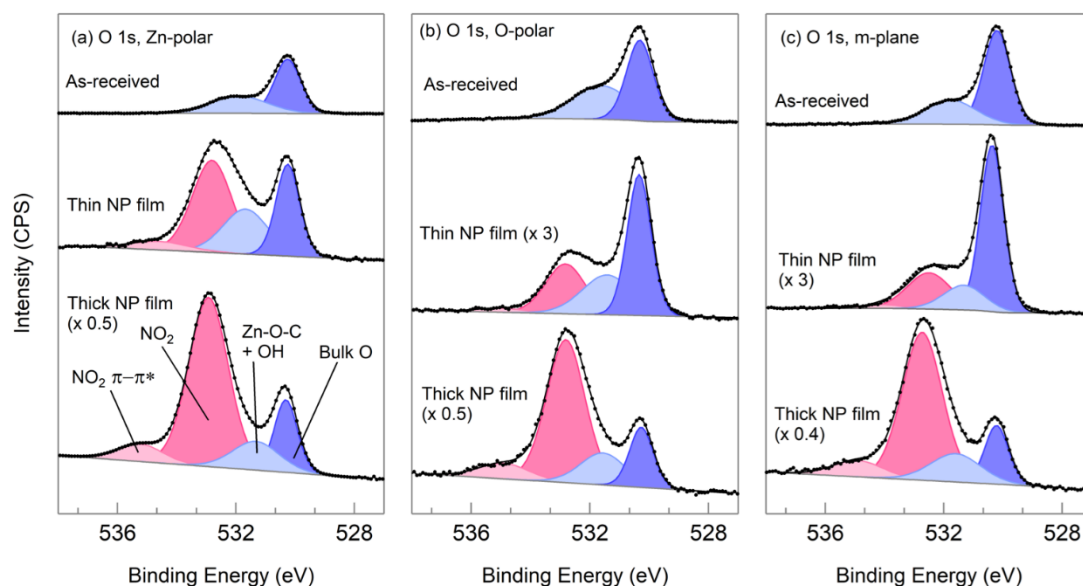 Intensity (CPS)
(a) O 1s, Zn-polar
As-received
Thin NP film
Thick NP film
(x 0.5)
NO2
Zn-O-C
+ OH
Bulk O
NO2 π–π*
536
532
528
Binding Energy (eV)
(b) O 1s, O-polar
As-received
Thin NP film (x 3)
Thick NP film
(x 0.5)
536
532
528
Binding Energy (eV)
(c) O 1s, m-plane
As-received
Thin NP film
(x 3)
Thick NP film
(x 0.4)
536
532
528
Binding Energy (eV)